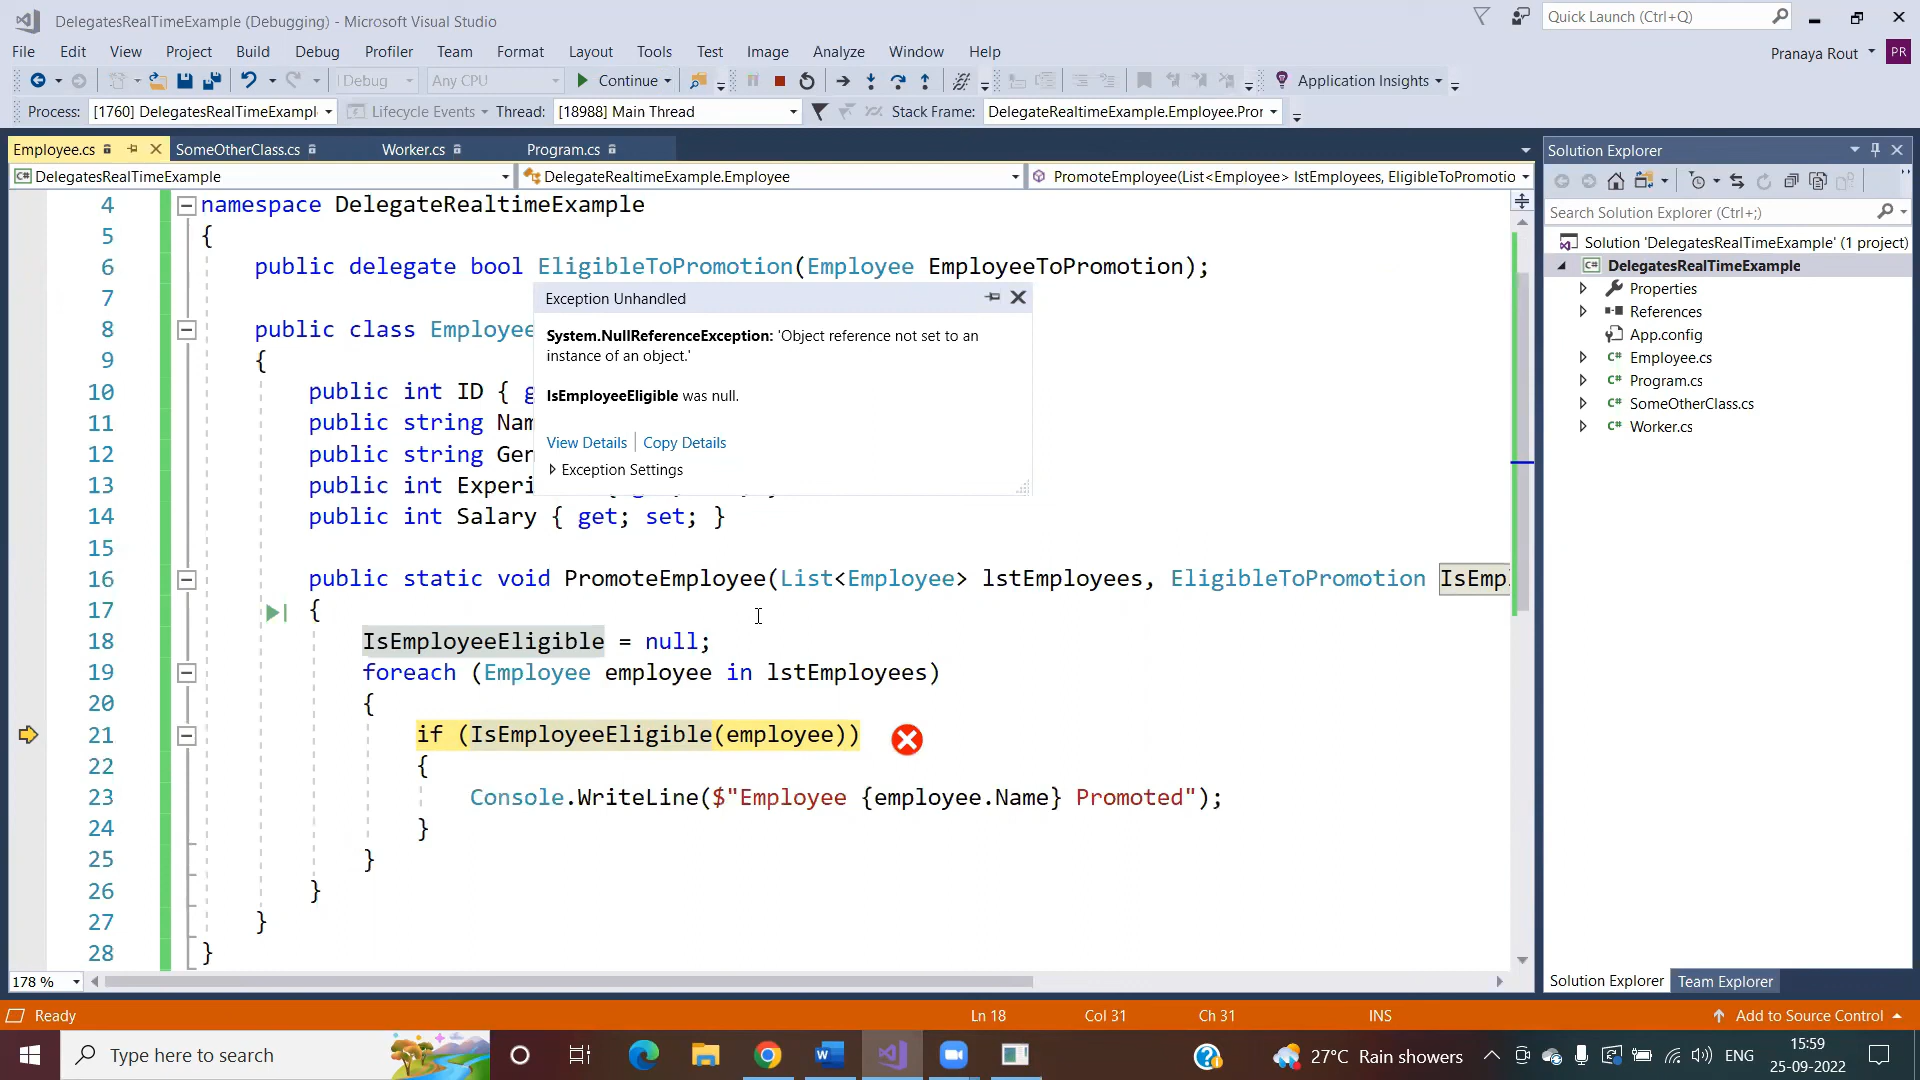 DelegatesRealTimeExample (Debugging) - Microsoft Visual Studio
Quick Launch (Ctrl+Q)
File Edit View Project Build Debug Profiler Team Format Layout Tools Test Image Analyze Window Help
Pranaya Rout PR
Debug Any CPU Continue Application Insights
Process: [1760] DelegatesRealTimeExampl Lifecycle Events Thread: [18988] Main Thread Stack Frame: DelegateRealtimeExample.Employee.Pror
Employee.cs SomeOtherClass.cs Worker.cs Program.cs
DelegatesRealTimeExample DelegateRealtimeExample.Employee PromoteEmployee(List<Employee> lstEmployees, EligibleToPromotio
4 namespace DelegateRealtimeExample
5 {
6 public delegate bool EligibleToPromotion(Employee EmployeeToPromotion);
7
8 public class Employee
9 {
10 public int ID {
11 public string Nam
12 public string Gen
13 public int Experi
14 public int Salary { get; set; }
15
16 public static void PromoteEmployee(List<Employee> lstEmployees, EligibleToPromotion IsEmp
17 {
18 IsEmployeeEligible = null;
19 foreach (Employee employee in lstEmployees)
20 {
21 if (IsEmployeeEligible(employee))
22 {
23 Console.WriteLine($"Employee {employee.Name} Promoted");
24 }
25 }
26 }
27 }
28 }
Exception Unhandled
System.NullReferenceException: 'Object reference not set to an
instance of an object.'
IsEmployeeEligible was null.
View Details Copy Details
Exception Settings
178 %
Solution Explorer
Search Solution Explorer (Ctrl+;)
Solution 'DelegatesRealTimeExample' (1 project)
C# DelegatesRealTimeExample
Properties
References
App.config
C# Employee.cs
C# Program.cs
C# SomeOtherClass.cs
C# Worker.cs
Solution Explorer Team Explorer
Ready Ln 18 Col 31 Ch 31 INS Add to Source Control
Type here to search
27°C Rain showers ENG
15:59
25-09-2022